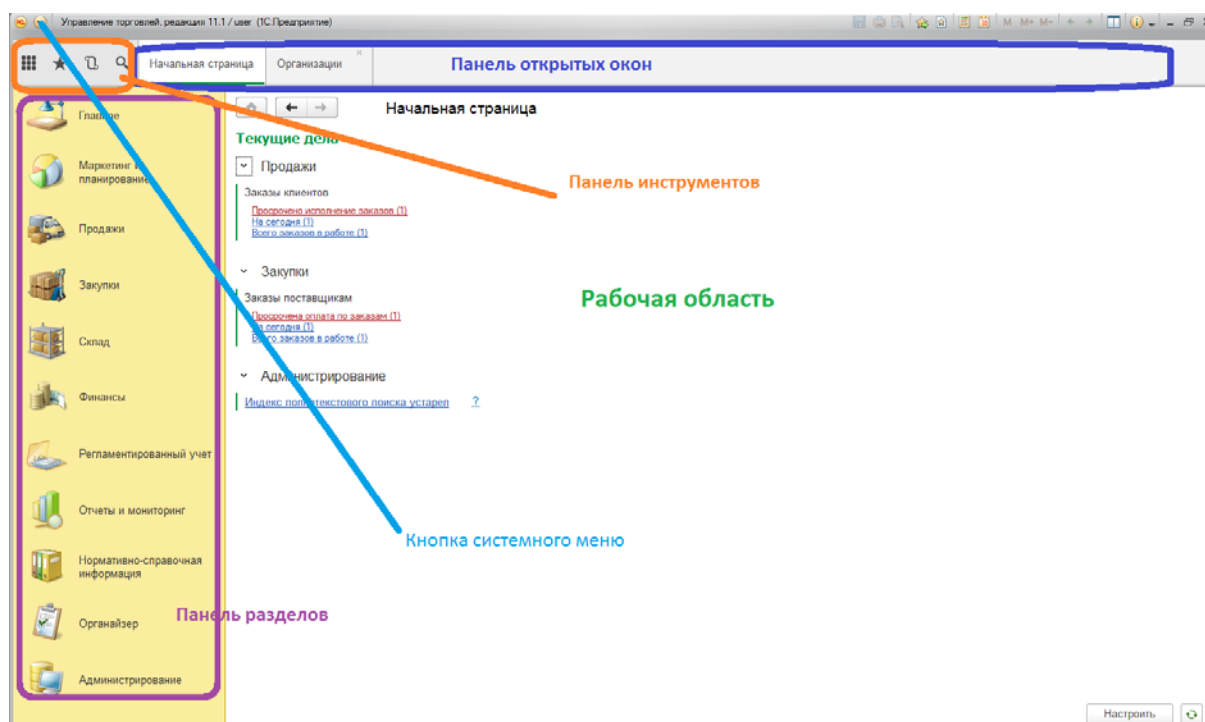 Управление торговлей, редакция 11.1 / user (1С:Предприятие)
M M+ M-
Начальная страница
Организации
Панель открытых окон
Главное
Начальная страница
Текущие дела
Маркетинг и
планирование
Продажи
Панель инструментов
Заказы клиентов
Просрочено исполнение заказов (1)
На сегодня (1)
Всего заказов в работе (1)
Продажи
Закупки
Закупки
Заказы поставщикам
Рабочая область
Просрочена оплата по заказам (1)
На сегодня (1)
Всего заказов в работе (1)
Склад
Администрирование
Финансы
Индекс полнотекстового поиска устарел ?
Регламентированный учет
Отчеты и мониторинг
Кнопка системного меню
Нормативно-справочная
информация
Панель разделов
Органайзер
Администрирование
Настроить